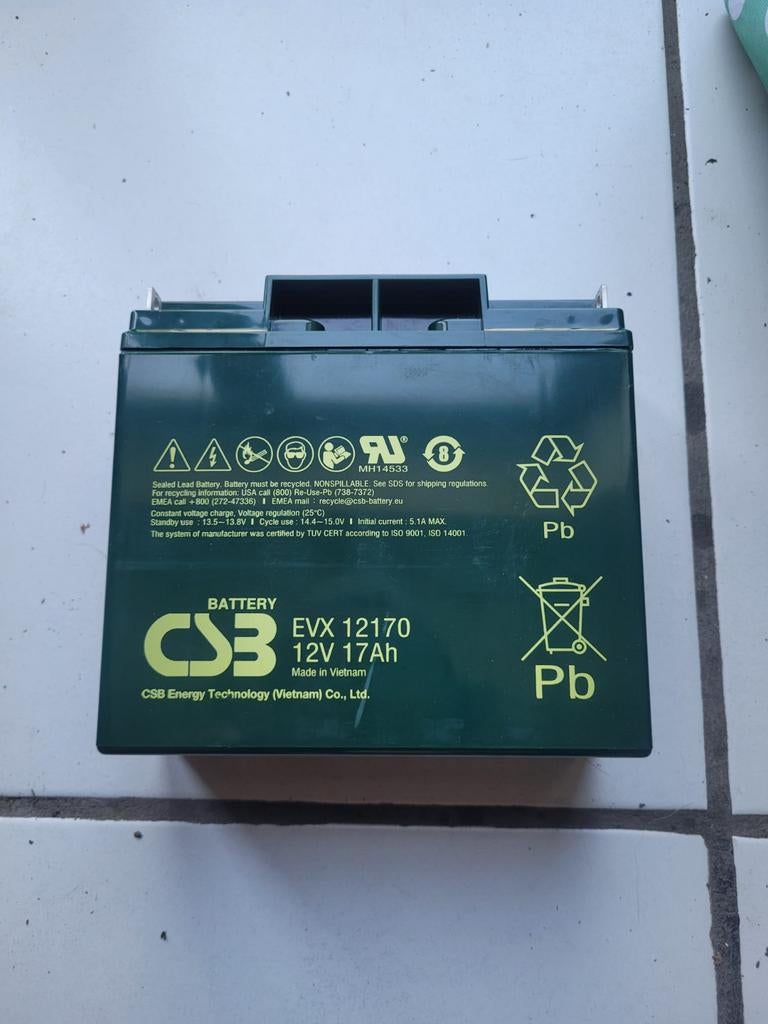 MH14533
8
Sealed Lead Battery. Battery must be recycled. NONSPILLABLE. See SDS for shipping regulations.
For recycling information: USA call (800) Re-Use-Pb (738-7372)
EMEA call +800 (272-47336) I EMEA mail : recycle@csb-battery.eu
Constant voltage charge, Voltage regulation (25°C)
Standby use : 13.5~13.8V I Cycle use : 14.4~15.0V I Initial current : 5.1A MAX.
The system of manufacturer was certified by TUV CERT according to ISO 9001, ISO 14001.
Pb
BATTERY
CSB
EVX 12170
12V 17Ah
Made in Vietnam
CSB Energy Technology (Vietnam) Co., Ltd.
Pb